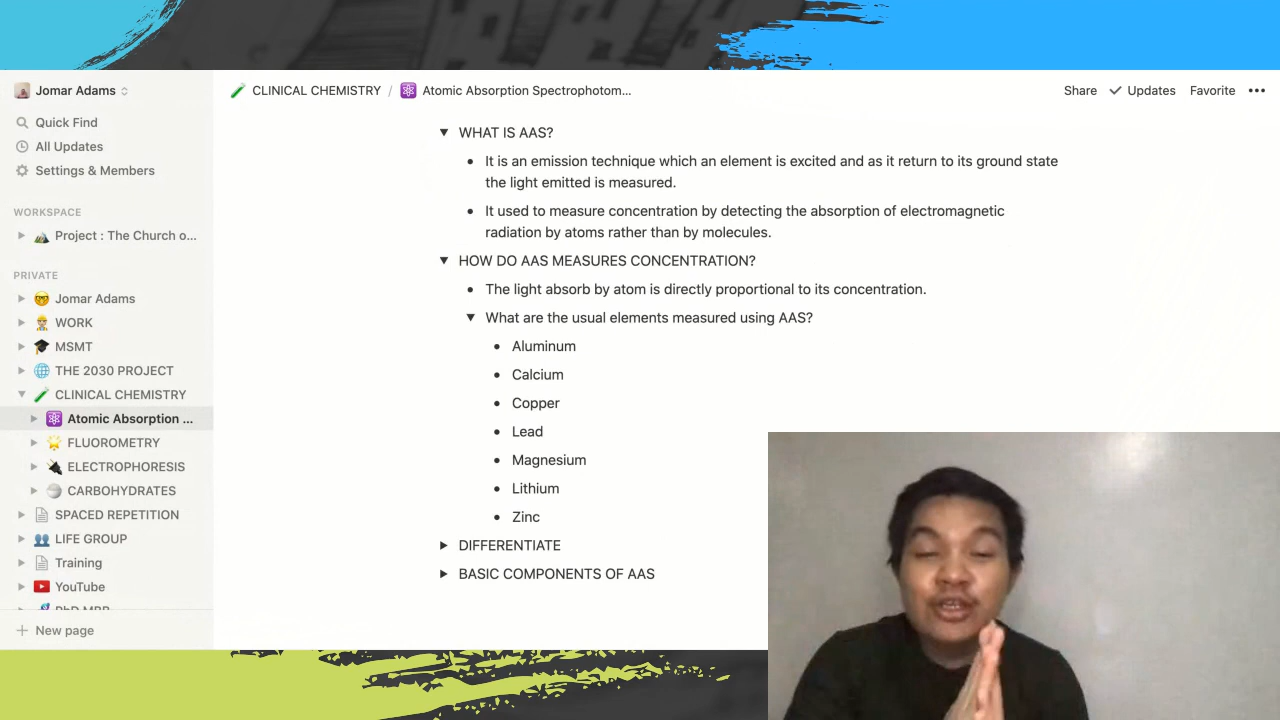 Jomar Adams
Quick Find
All Updates
Settings & Members
WORKSPACE
Project : The Church o...
PRIVATE
Jomar Adams
WORK
MSMT
THE 2030 PROJECT
CLINICAL CHEMISTRY
Atomic Absorption ...
FLUOROMETRY
ELECTROPHORESIS
CARBOHYDRATES
SPACED REPETITION
LIFE GROUP
Training
YouTube
New page
CLINICAL CHEMISTRY / Atomic Absorption Spectrophotom...
Share Updates Favorite
WHAT IS AAS?
It is an emission technique which an element is excited and as it return to its ground state
the light emitted is measured.
It used to measure concentration by detecting the absorption of electromagnetic
radiation by atoms rather than by molecules.
HOW DO AAS MEASURES CONCENTRATION?
The light absorb by atom is directly proportional to its concentration.
What are the usual elements measured using AAS?
Aluminum
Calcium
Copper
Lead
Magnesium
Lithium
Zinc
DIFFERENTIATE
BASIC COMPONENTS OF AAS